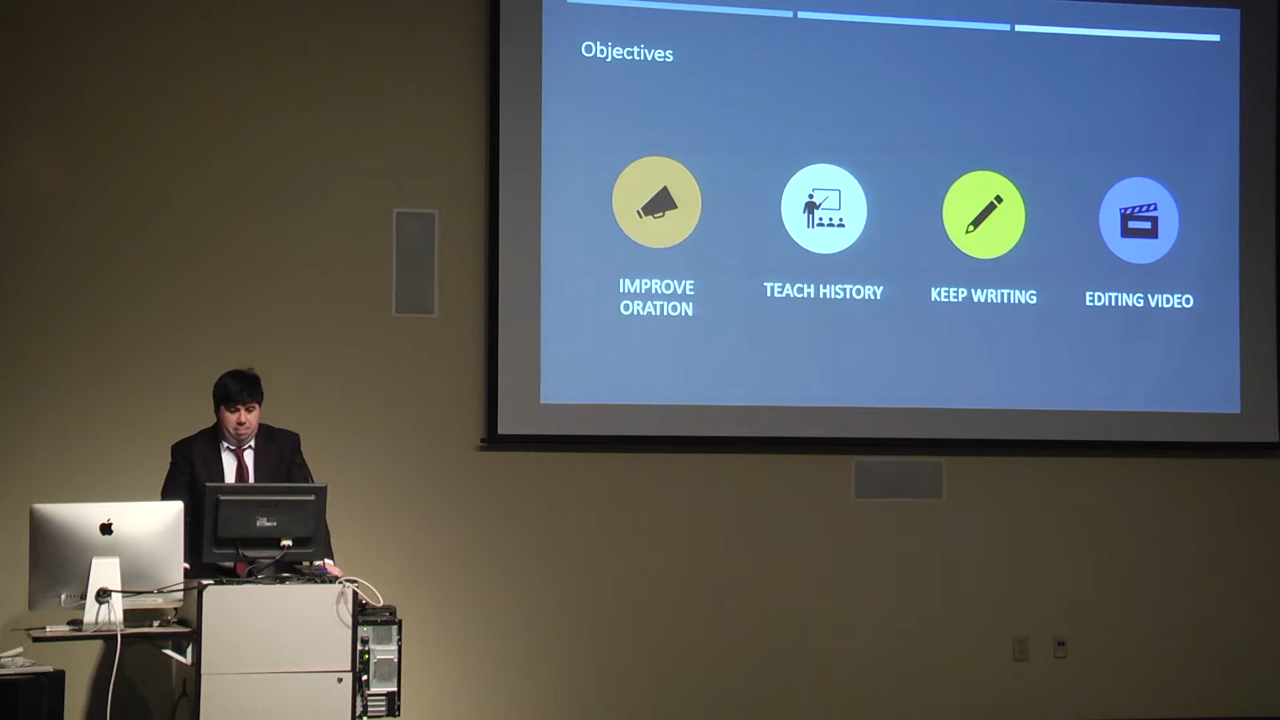 Objectives
IMPROVE
ORATION
TEACH HISTORY
KEEP WRITING
EDITING VIDEO